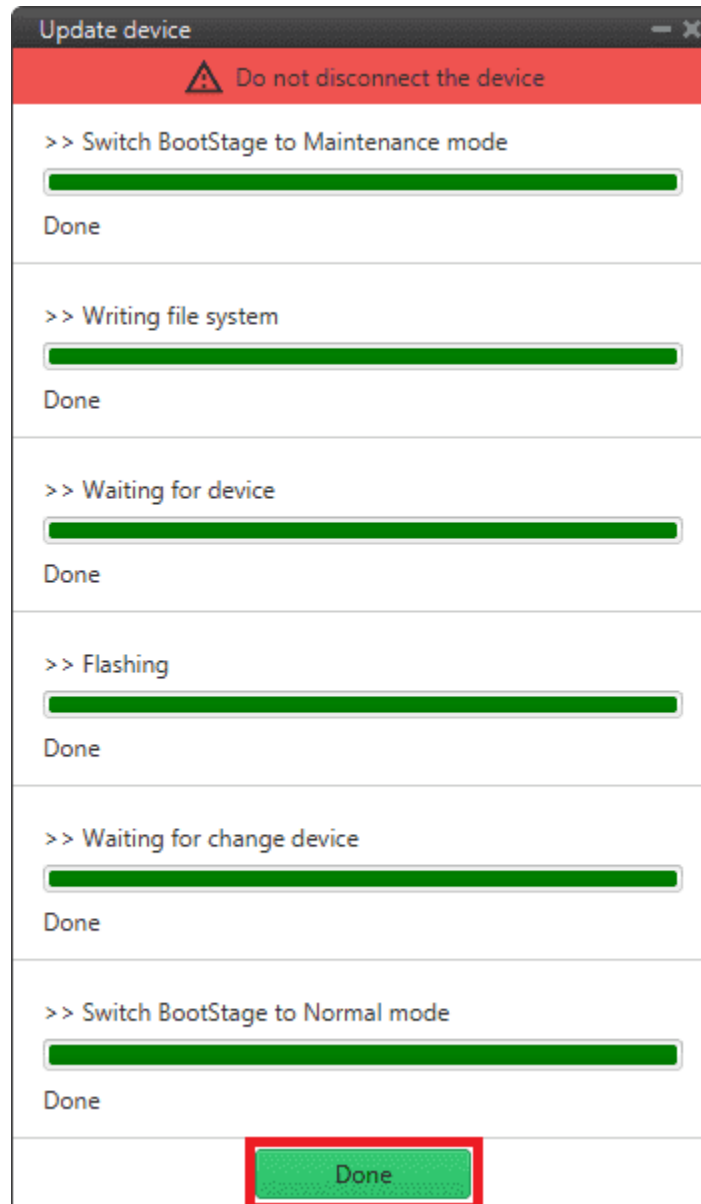 Update device
Do not disconnect the device
>> Switch BootStage to Maintenance mode
Done
>> Writing file system
Done
>> Waiting for device
Done
>> Flashing
Done
>> Waiting for change device
Done
>> Switch BootStage to Normal mode
Done
Done